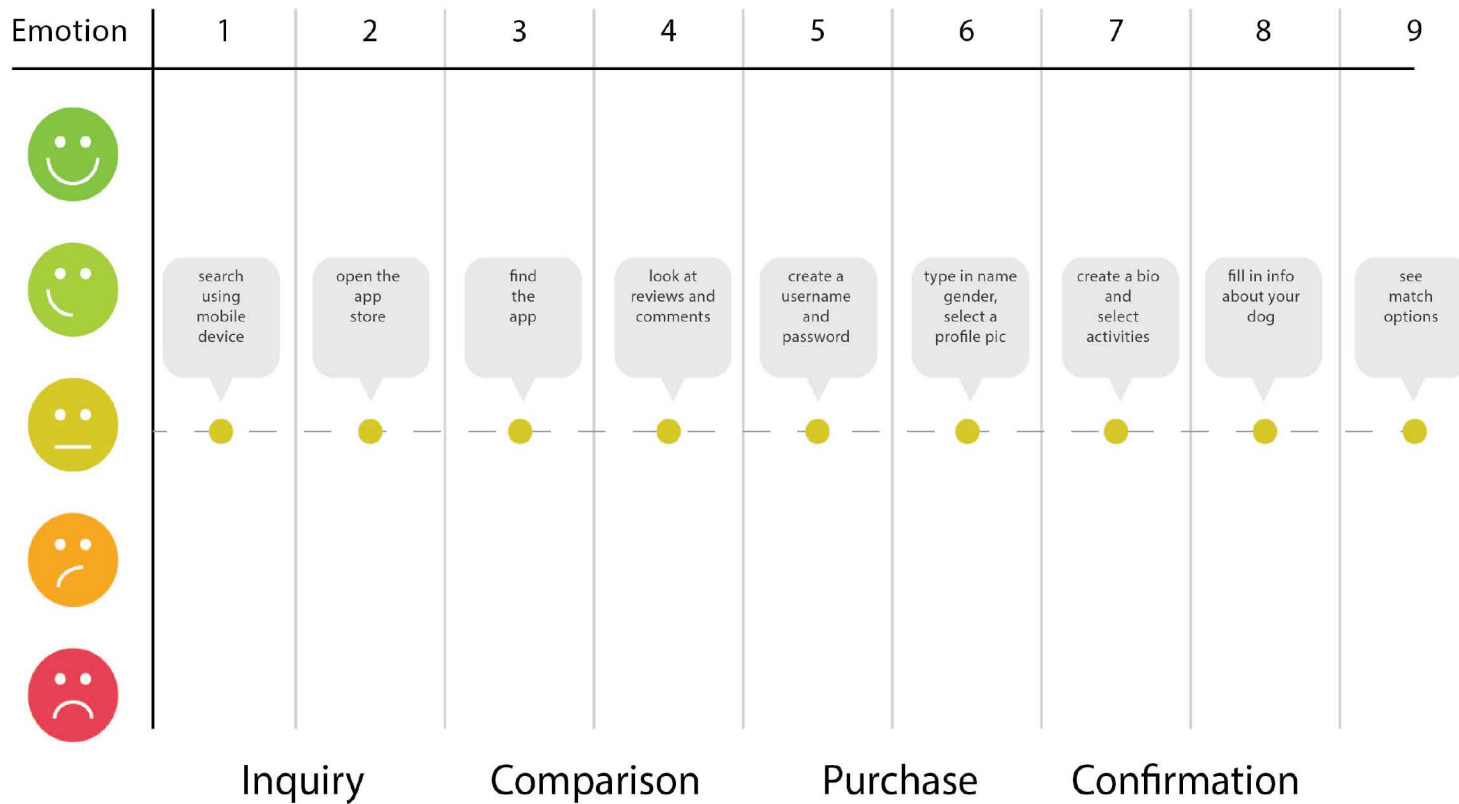 Emotion 1 2 3 4 5 6 7 8 9
search
using
mobile
device
open the
app
store
find
the
app
look at
reviews and
comments
create a
username
and
password
type in name
gender,
select a
profile pic
create a bio
and
select
activities
fill in info
about your
dog
see
match
options
Inquiry Comparison Purchase Confirmation